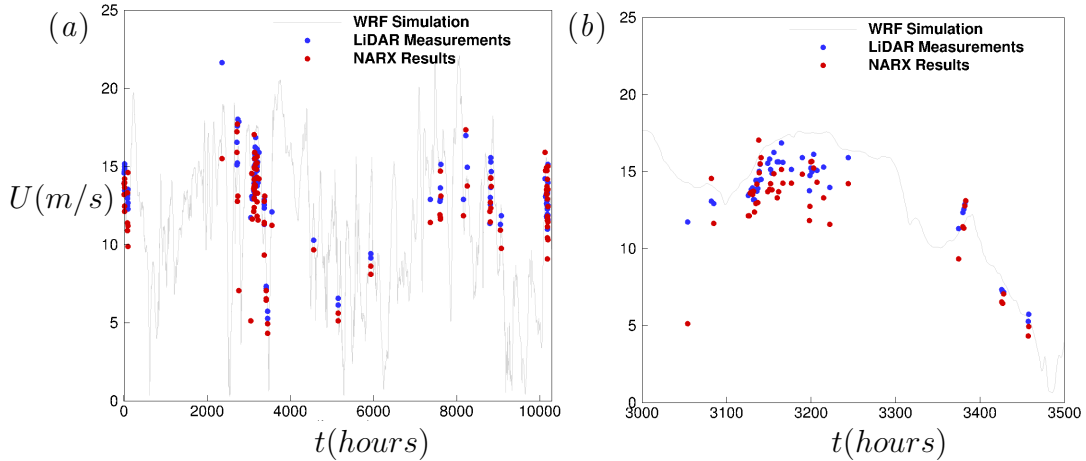 (a)
WRF Simulation
LiDAR Measurements
NARX Results
25
20
15
10
5
0
U(m/s)
0 2000 4000 6000 8000 10000
t(hours)
(b)
WRF Simulation
LiDAR Measurements
NARX Results
25
20
15
10
5
0
3000 3100 3200 3300 3400 3500
t(hours)